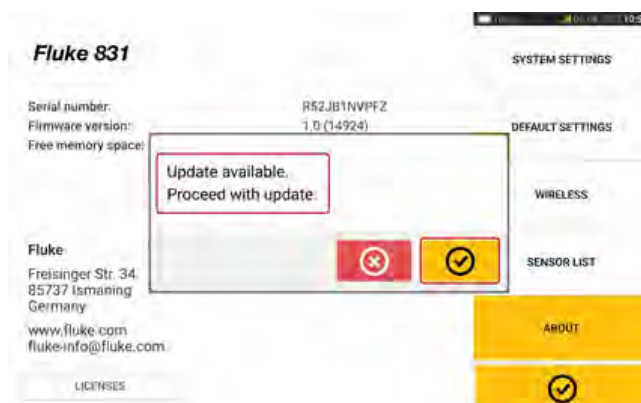 Fluke 831
SYSTEM SETTINGS
Serial number:
R52JB1NVPFZ
Firmware version:
1.0 (14924)
DEFAULT SETTINGS
Free memory space:
Update available.
Proceed with update.
WIRELESS
Fluke
SENSOR LIST
Freisinger Str. 34
85737 Ismaning
Germany
ABOUT
www.fluke.com
fluke-info@fluke.com
LICENSES